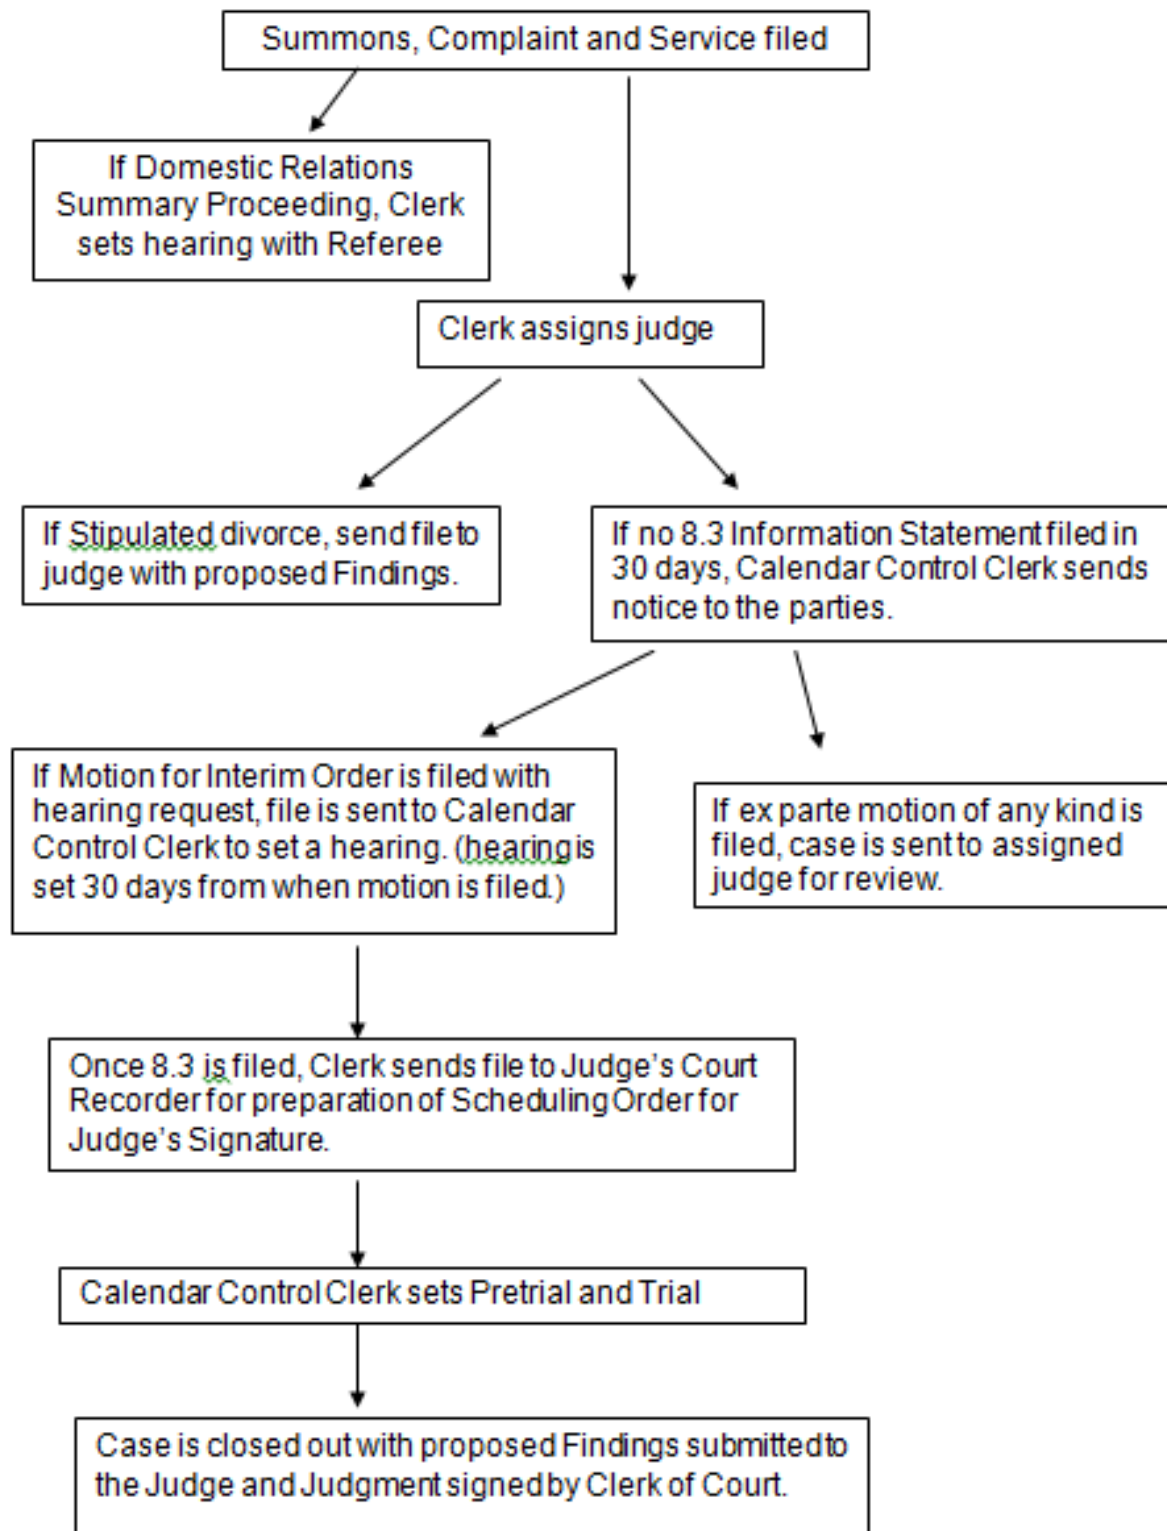 Summons, Complaint and Service filed
If Domestic Relations
Summary Proceeding, Clerk
sets hearing with Referee
Clerk assigns judge
If Stipulated divorce, send file to
judge with proposed Findings.
If no 8.3 Information Statement filed in
30 days, Calendar Control Clerk sends
notice to the parties.
If Motion for Interim Order is filed with
hearing request, file is sent to Calendar
Control Clerk to set a hearing. (hearing is
set 30 days from when motion is filed.)
If ex parte motion of any kind is
filed, case is sent to assigned
judge for review.
Once 8.3 is filed, Clerk sends file to Judge's Court
Recorder for preparation of Scheduling Order for
Judge's Signature.
Calendar Control Clerk sets Pretrial and Trial
Case is closed out with proposed Findings submitted to
the Judge and Judgment signed by Clerk of Court.